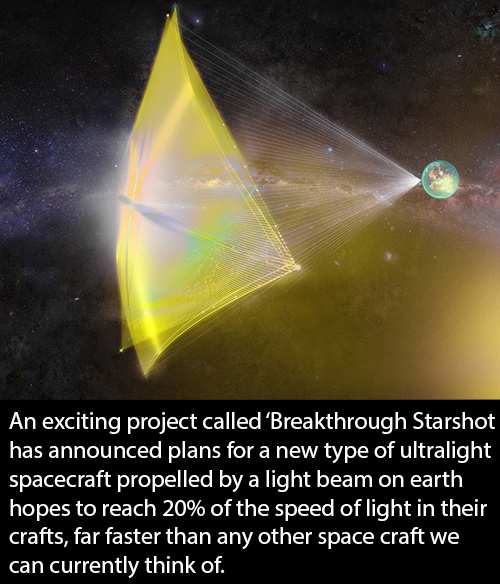 An exciting project called ‘Breakthrough Starshot
has announced plans for a new type of ultralight
spacecraft propelled by a light beam on earth
hopes to reach 20% of the speed of light in their
crafts, far faster than any other space craft we
can currently think of.